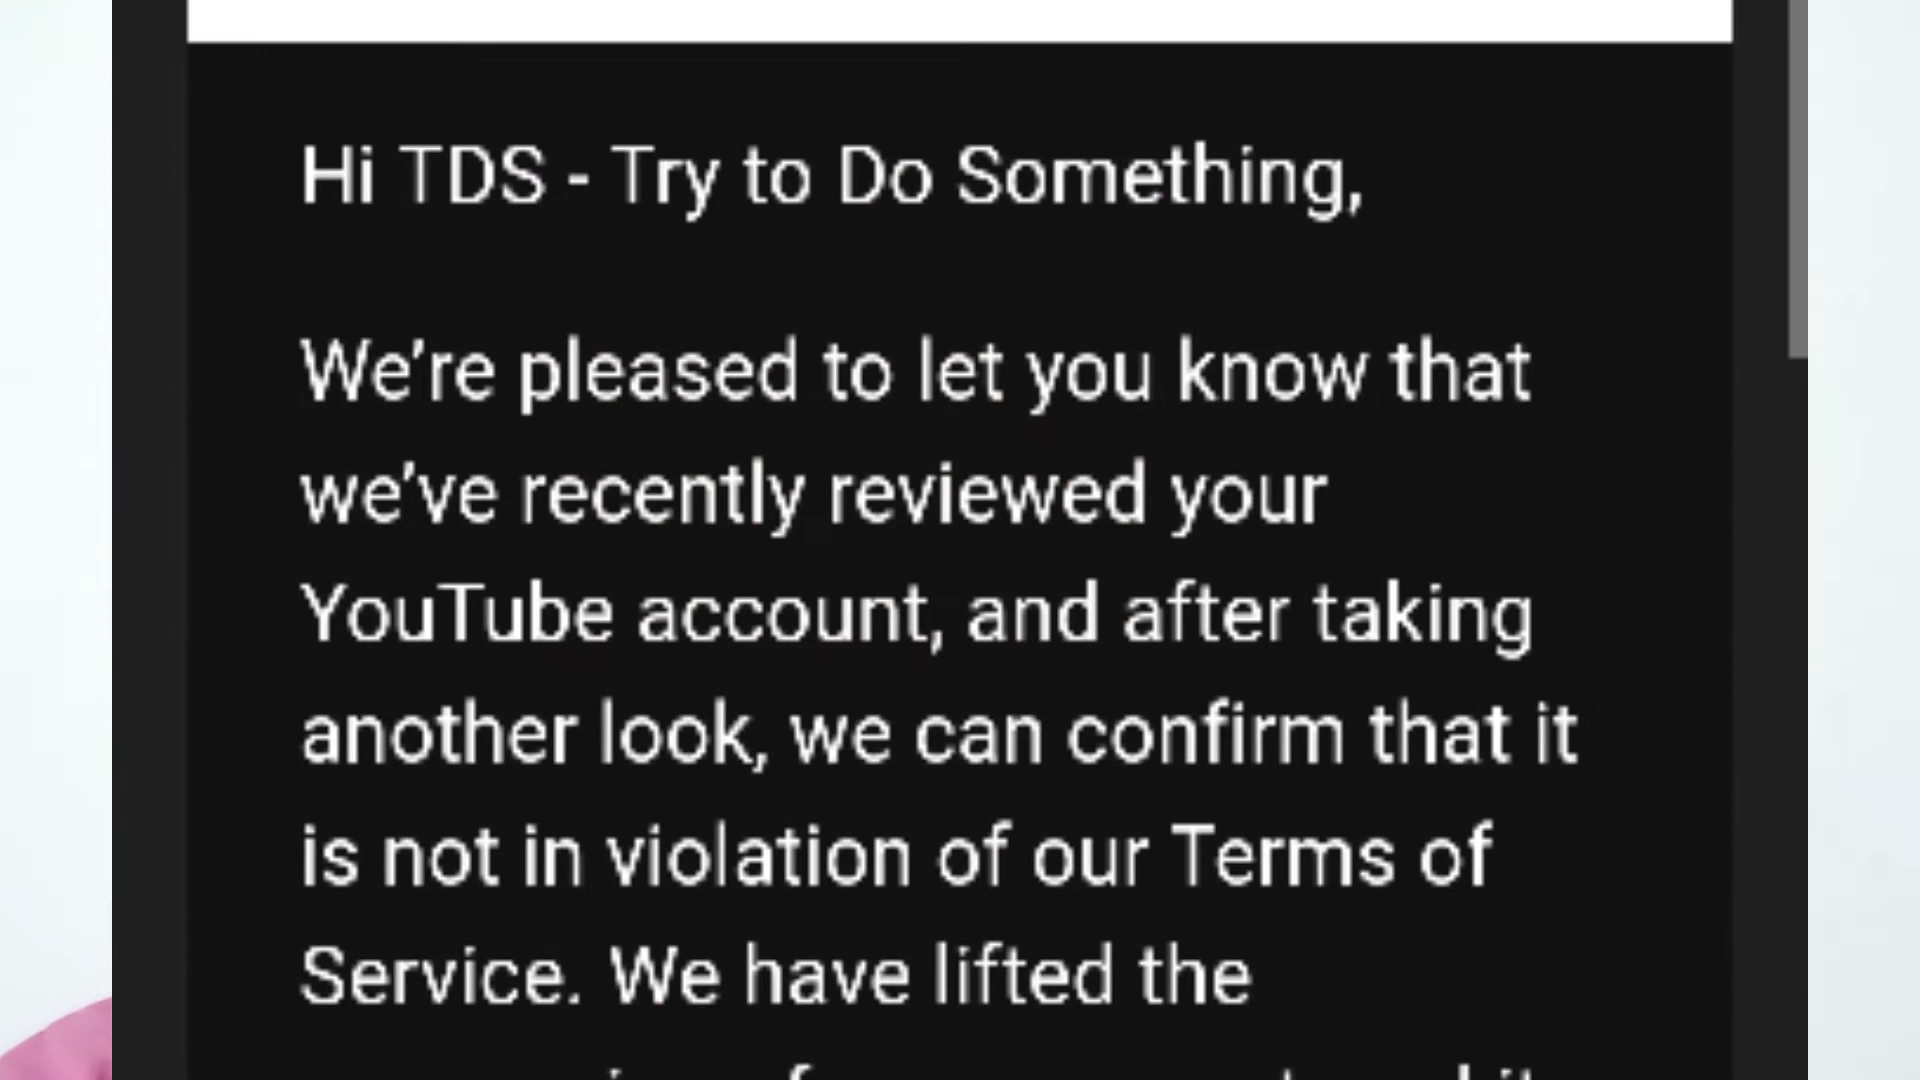 Hi TDS - Try to Do Something,
We're pleased to let you know that
we've recently reviewed your
YouTube account, and after taking
another look, we can confirm that it
is not in violation of our Terms of
Service. We have lifted the